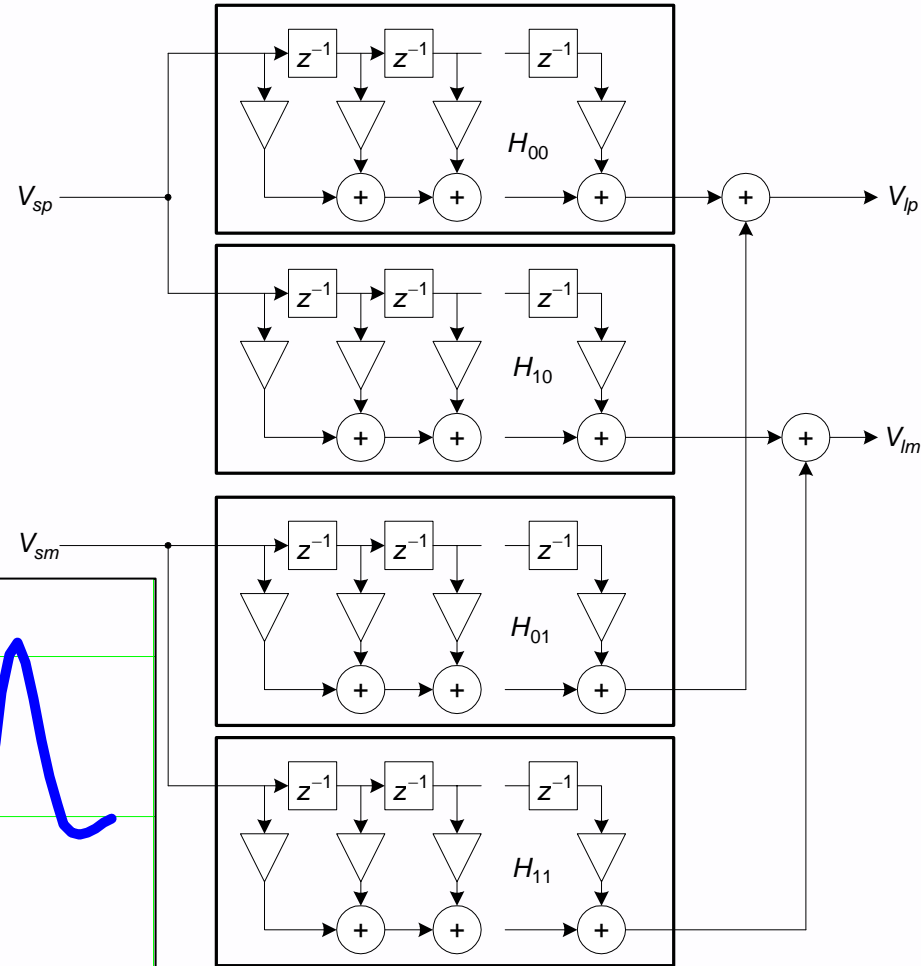 z⁻¹ z⁻¹ z⁻¹
H₀₀
V_sp + + + + V_lp
z⁻¹ z⁻¹ z⁻¹
H₁₀
+ + + + V_lm
V_sm z⁻¹ z⁻¹ z⁻¹
H₀₁
+ + +
z⁻¹ z⁻¹ z⁻¹
H₁₁
+ + +